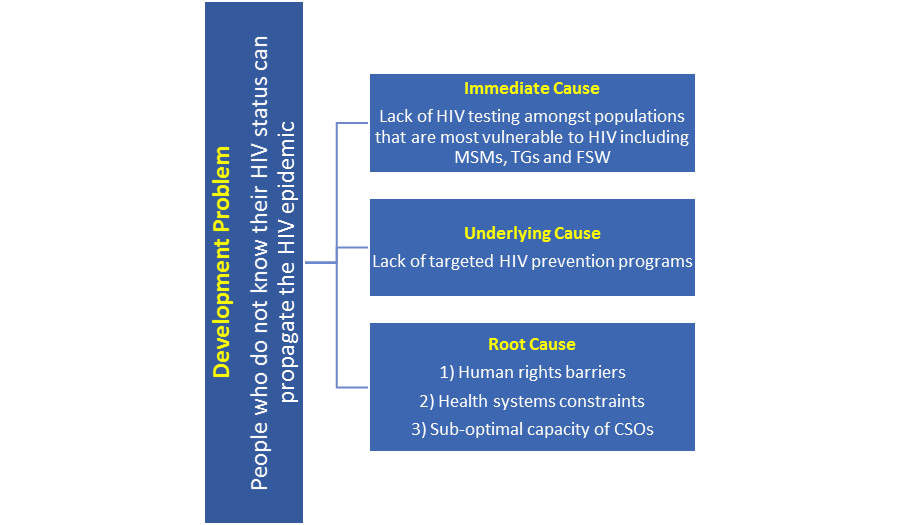 Development Problem
People who do not know their HIV status can
propagate the HIV epidemic
Immediate Cause
Lack of HIV testing amongst populations
that are most vulnerable to HIV including
MSMs, TGs and FSW
Underlying Cause
Lack of targeted HIV prevention programs
Root Cause
1) Human rights barriers
2) Health systems constraints
3) Sub-optimal capacity of CSOs